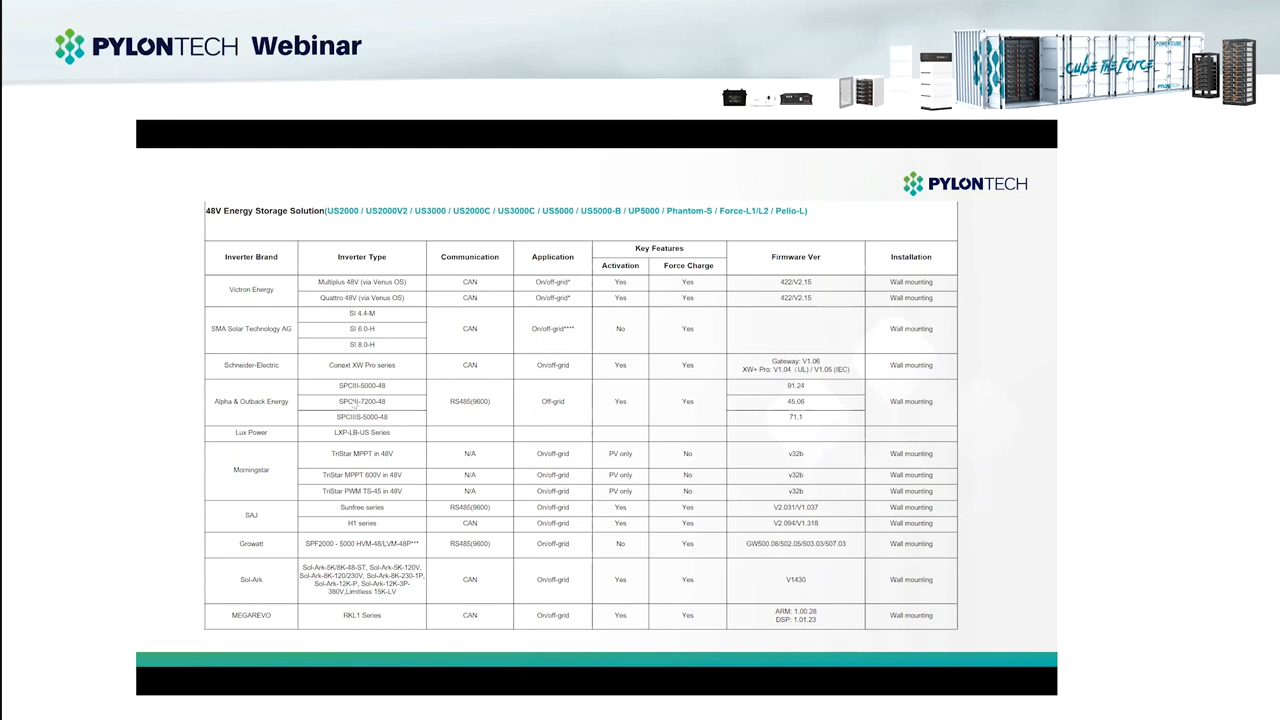 PYLONTECH Webinar
POWER CUBE
CUBE THE FORCE
PYLONTECH
PYLONTECH
48V Energy Storage Solution(US2000 / US2000V2 / US3000 / US2000C / US3000C / US5000 / US5000-B / UP5000 / Phantom-S / Force-L1/L2 / Pelio-L)
Inverter Brand Inverter Type Communication Application Key Features Firmware Ver Installation
Activation Force Charge
Victron Energy Multiplus 48V (via Venus OS) CAN On/off-grid* Yes Yes 422/V2.15 Wall mounting
Quattro 48V (via Venus OS) CAN On/off-grid* Yes Yes 422/V2.15 Wall mounting
SI 4.4-M
SMA Solar Technology AG SI 6.0-H CAN On/off-grid**** No Yes Wall mounting
SI 8.0-H
Schneider-Electric Conext XW Pro series CAN On/off-grid Yes Yes Gateway: V1.06 Wall mounting
XW+ Pro: V1.04 (UL) / V1.05 (IEC)
SPCIII-5000-48 91.24
Alpha & Outback Energy 7200-48 RS485(9600) Off-grid Yes Yes 45.06 Wall mounting
SPCIIIS-5000-48 71.1
Lux Power LXP-LB-US Series
Morningstar TriStar MPPT in 48V N/A On/off-grid PV only No v32b Wall mounting
TriStar MPPT 600V in 48V N/A On/off-grid PV only No v32b Wall mounting
TriStar PWM TS-45 in 48V N/A On/off-grid PV only No v32b Wall mounting
SAJ Sunfree series RS485(9600) On/off-grid Yes Yes V2.031/V1.037 Wall mounting
H1 series CAN On/off-grid Yes Yes V2.094/V1.318 Wall mounting
Growatt SPF2000 - 5000 HVM-48/LVM-48P*** RS485(9600) On/off-grid No Yes GW500.08/502.05/503.03/507.03 Wall mounting
Sol-Ark Sol-Ark-5K/8K-48-ST, Sol-Ark-5K-120V, CAN On/off-grid Yes Yes V1430 Wall mounting
Sol-Ark-8K-120/230V, Sol-Ark-8K-230-1P,
Sol-Ark-12K-P, Sol-Ark-12K-3P-
380V,Limitless 15K-LV
MEGAREVO RKL1 Series CAN On/off-grid Yes Yes ARM: 1.00.28 Wall mounting
DSP: 1.01.23